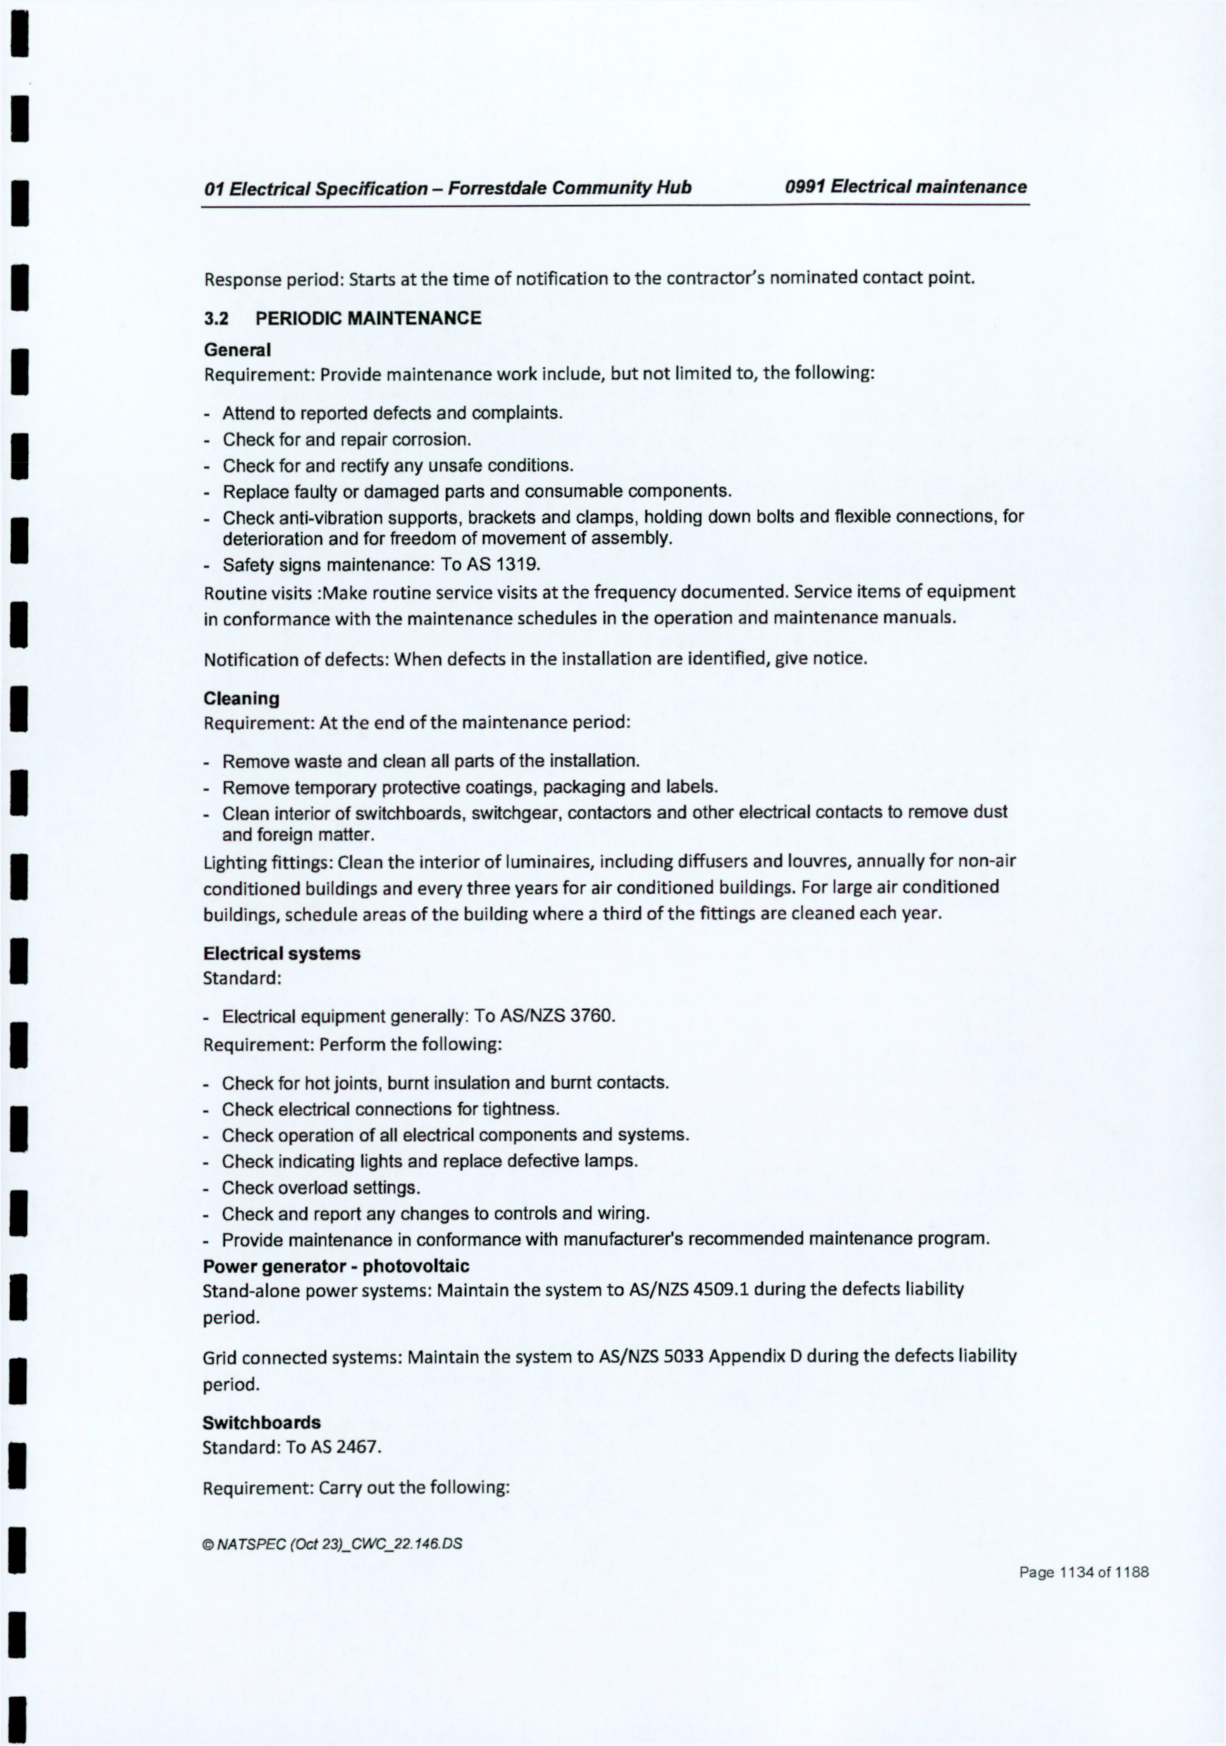 01 Electrical Specification – Forrestdale Community Hub 0991 Electrical maintenance
Response period: Starts at the time of notification to the contractor's nominated contact point.
3.2 PERIODIC MAINTENANCE
General
Requirement: Provide maintenance work include, but not limited to, the following:
- Attend to reported defects and complaints.
- Check for and repair corrosion.
- Check for and rectify any unsafe conditions.
- Replace faulty or damaged parts and consumable components.
- Check anti-vibration supports, brackets and clamps, holding down bolts and flexible connections, for
deterioration and for freedom of movement of assembly.
- Safety signs maintenance: To AS 1319.
Routine visits :Make routine service visits at the frequency documented. Service items of equipment
in conformance with the maintenance schedules in the operation and maintenance manuals.
Notification of defects: When defects in the installation are identified, give notice.
Cleaning
Requirement: At the end of the maintenance period:
- Remove waste and clean all parts of the installation.
- Remove temporary protective coatings, packaging and labels.
- Clean interior of switchboards, switchgear, contactors and other electrical contacts to remove dust
and foreign matter.
Lighting fittings: Clean the interior of luminaires, including diffusers and louvres, annually for non-air
conditioned buildings and every three years for air conditioned buildings. For large air conditioned
buildings, schedule areas of the building where a third of the fittings are cleaned each year.
Electrical systems
Standard:
- Electrical equipment generally: To AS/NZS 3760.
Requirement: Perform the following:
- Check for hot joints, burnt insulation and burnt contacts.
- Check electrical connections for tightness.
- Check operation of all electrical components and systems.
- Check indicating lights and replace defective lamps.
- Check overload settings.
- Check and report any changes to controls and wiring.
- Provide maintenance in conformance with manufacturer's recommended maintenance program.
Power generator - photovoltaic
Stand-alone power systems: Maintain the system to AS/NZS 4509.1 during the defects liability
period.
Grid connected systems: Maintain the system to AS/NZS 5033 Appendix D during the defects liability
period.
Switchboards
Standard: To AS 2467.
Requirement: Carry out the following:
© NATSPEC (Oct 23)_CWC_22.146.DS
Page 1134 of 1188